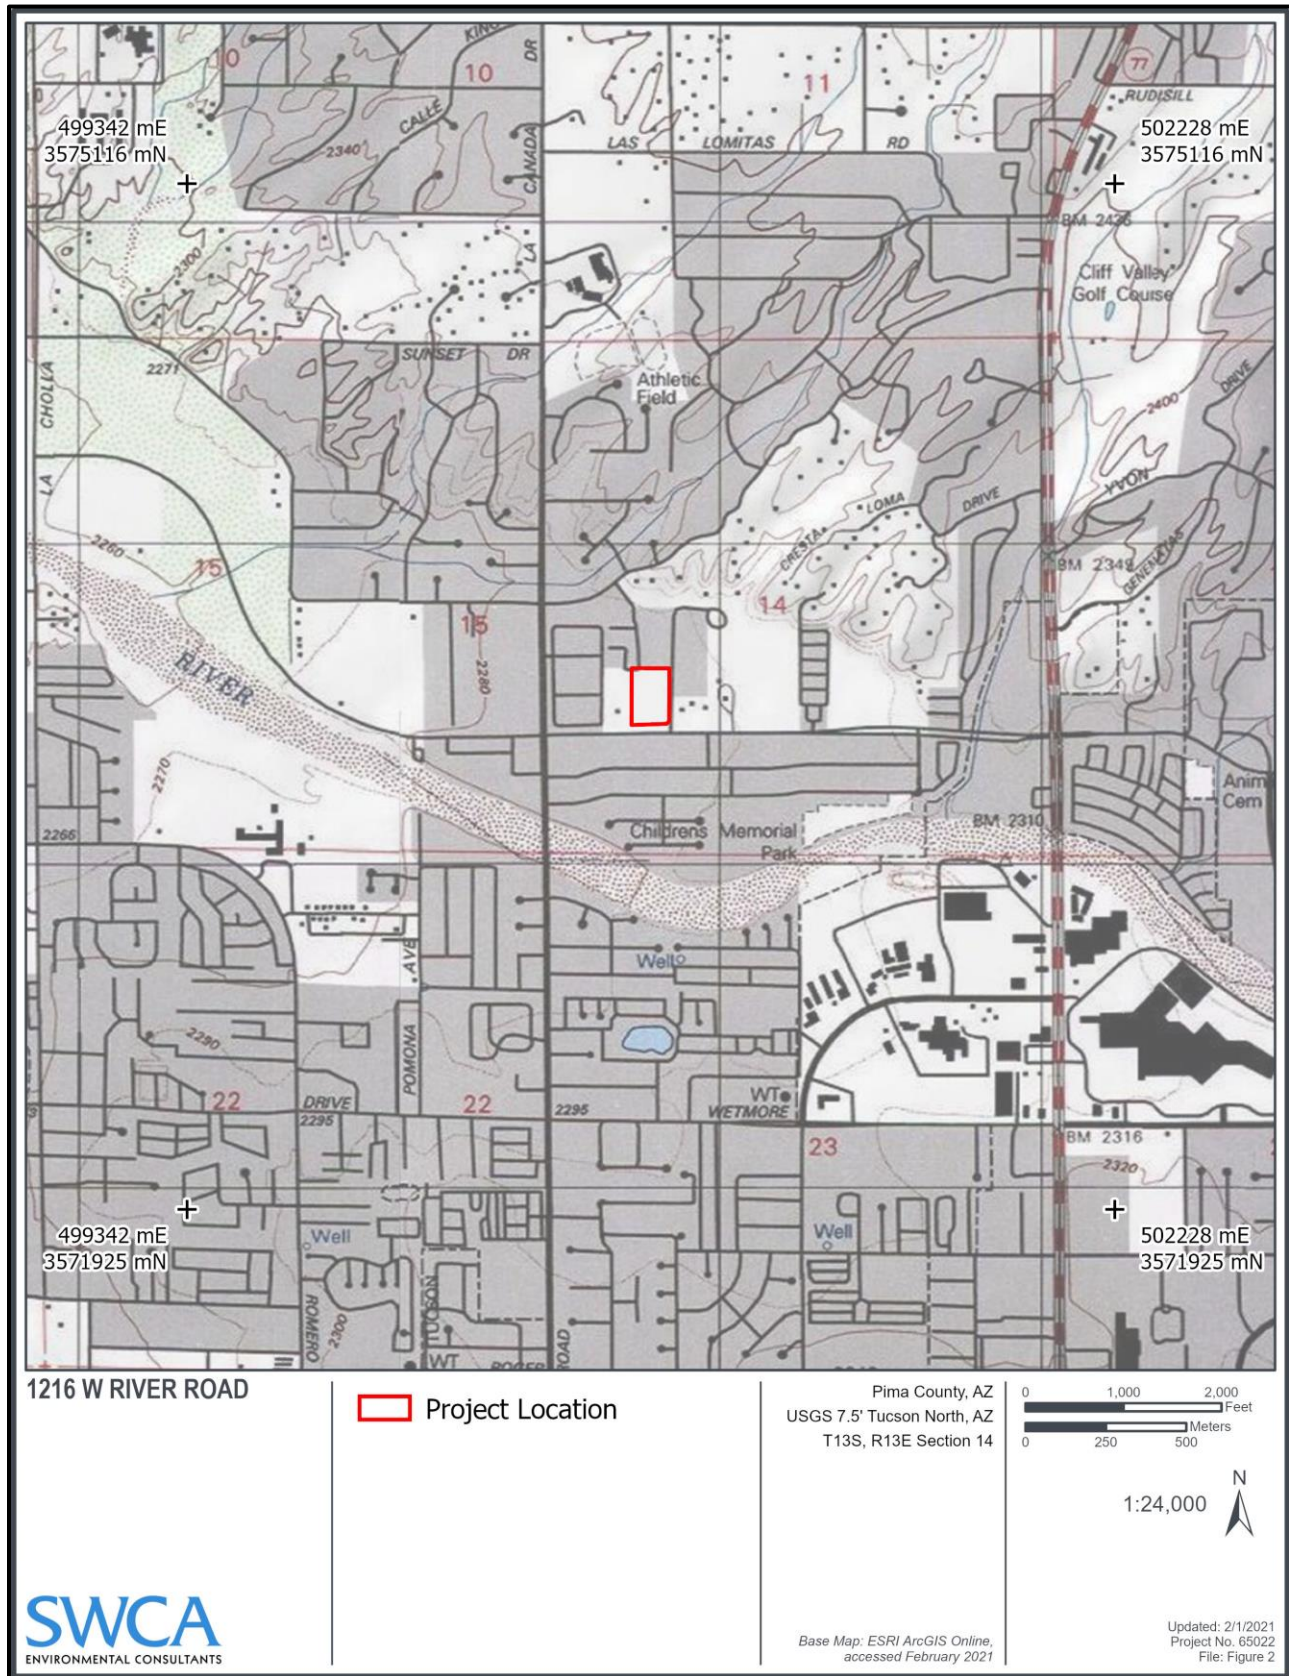 KING
10
10
DR
11
77
RUDISILL
499342 mE
3575116 mN
CALLE
2340
CANADA
LAS LOMITAS RD
502228 mE
3575116 mN
BM 2436
LA
2300
Cliff Valley
Golf Course
SUNSET DR
2271
Athletic
Field
DRIVE
2400
CHOLLA
LA
YVON
LOMA
DRIVE
CRESTA
2260
15
BM 2349
GENEMATAS
14
15
RIVER
2280
2270
Anim
Cem
2266
Childrens Memorial
Park
BM 2310
AVE
Well
2290
POMONA
WT
22
DRIVE
2295
22
2295
WETMORE
23
BM 2316
2320
499342 mE
3571925 mN
Well
Well
502228 mE
3571925 mN
ROMERO
2300
TUCSON
WT
ROGER
ROAD
1216 W RIVER ROAD
Project Location
Pima County, AZ
USGS 7.5' Tucson North, AZ
T13S, R13E Section 14
0 1,000 2,000
Feet
Meters
0 250 500
N
1:24,000
SWCA
ENVIRONMENTAL CONSULTANTS
Base Map: ESRI ArcGIS Online,
accessed February 2021
Updated: 2/1/2021
Project No. 65022
File: Figure 2